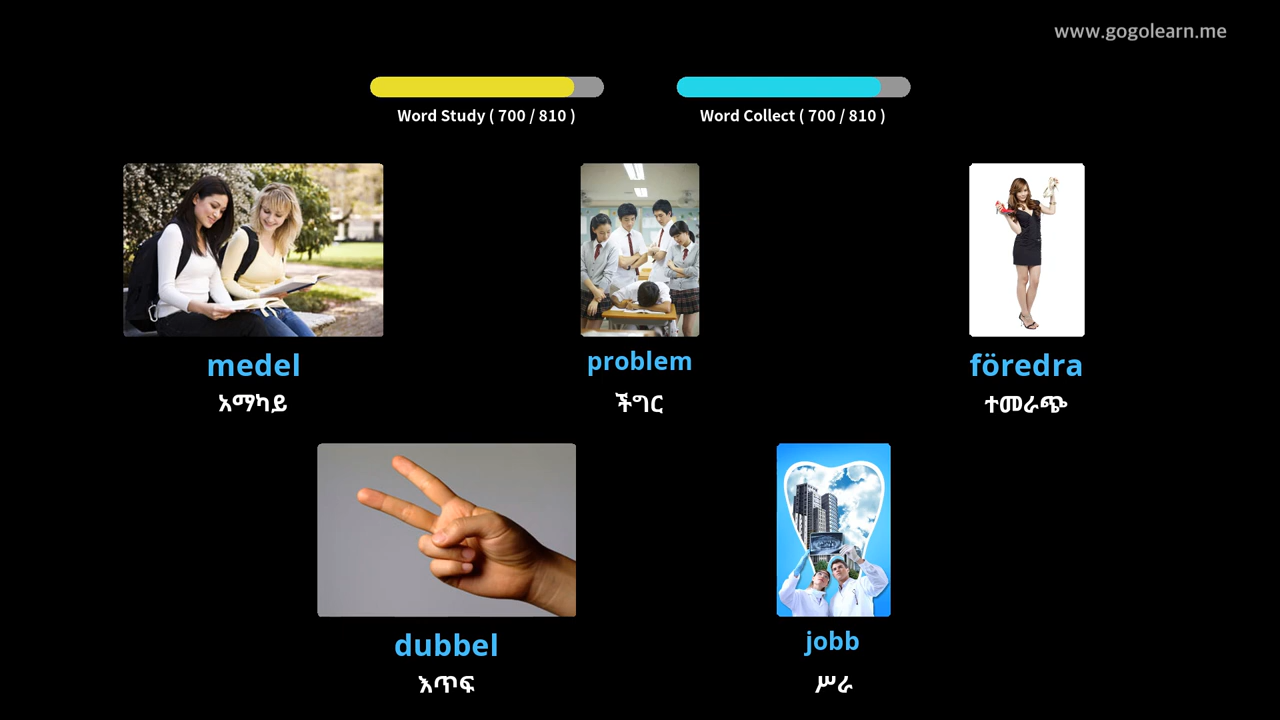 www.gogolearn.me
Word Study ( 700 / 810 )
Word Collect ( 700 / 810 )
medel
አማካይ
problem
ችግር
föredra
ተመራጭ
dubbel
እጥፍ
jobb
ሥራ